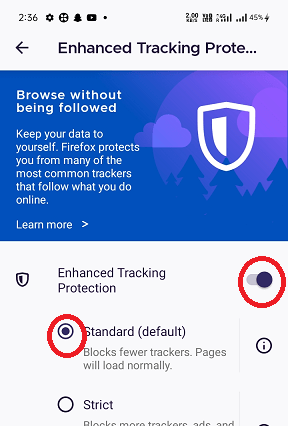 2:36
2.00 KB/S
45%
Enhanced Tracking Prote...
Browse without
being followed
Keep your data to
yourself. Firefox protects
you from many of the
most common trackers
that follow what you do
online.
Learn more >
Enhanced Tracking
Protection
Standard (default)
Blocks fewer trackers. Pages
will load normally.
Strict
Blocks more trackers, ads, and